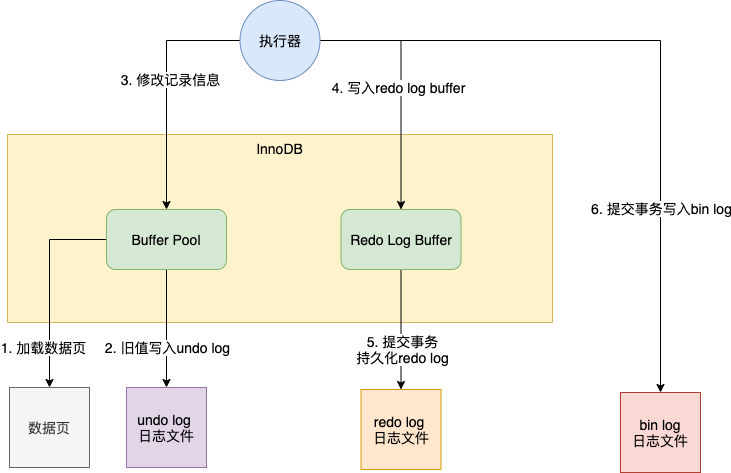 执行器
3. 修改记录信息
4. 写入redo log buffer
InnoDB
6. 提交事务写入bin log
Buffer Pool
Redo Log Buffer
1. 加载数据页
2. 旧值写入undo log
5. 提交事务
持久化redo log
数据页
undo log
日志文件
redo log
日志文件
bin log
日志文件